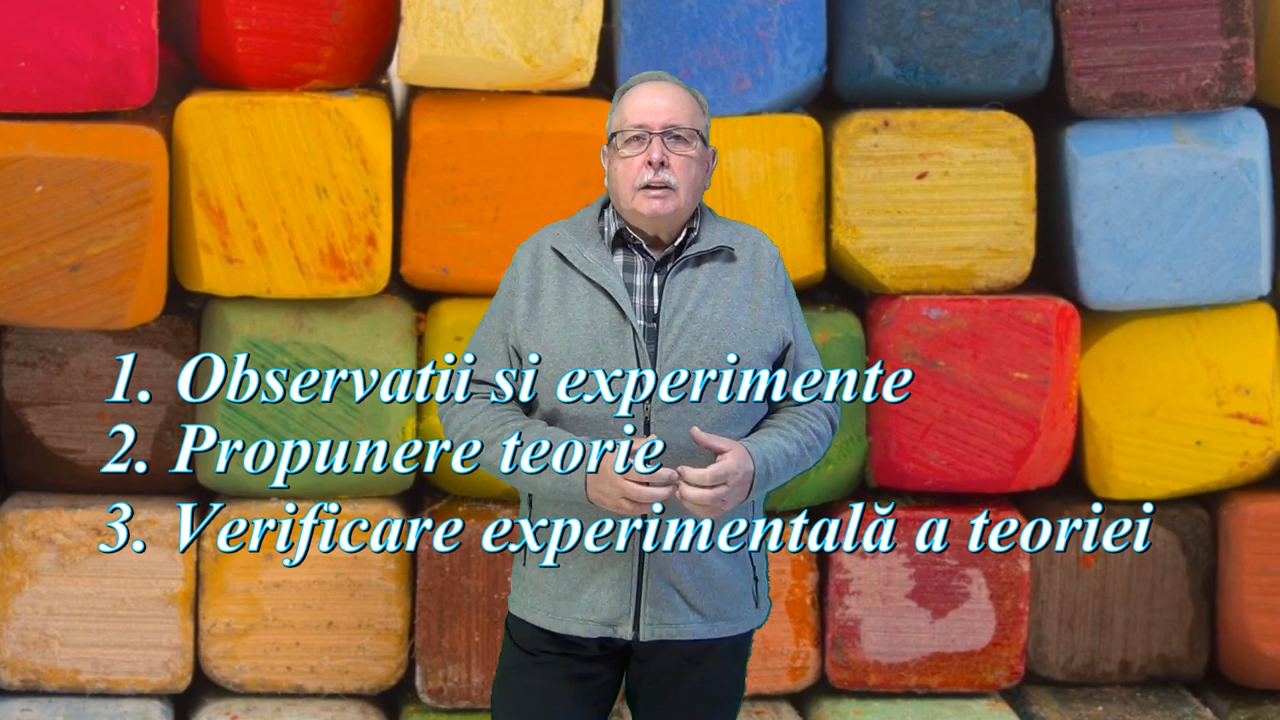 1. Observatii si experimente
2. Propunere teorie
3. Verificare experimentală a teoriei